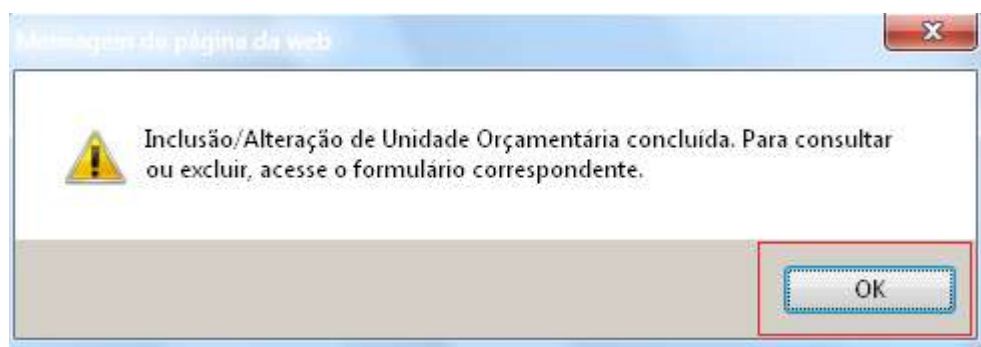 Mensagem da página da web
Inclusão/Alteração de Unidade Orçamentária concluída. Para consultar
ou excluir, acesse o formulário correspondente.
OK